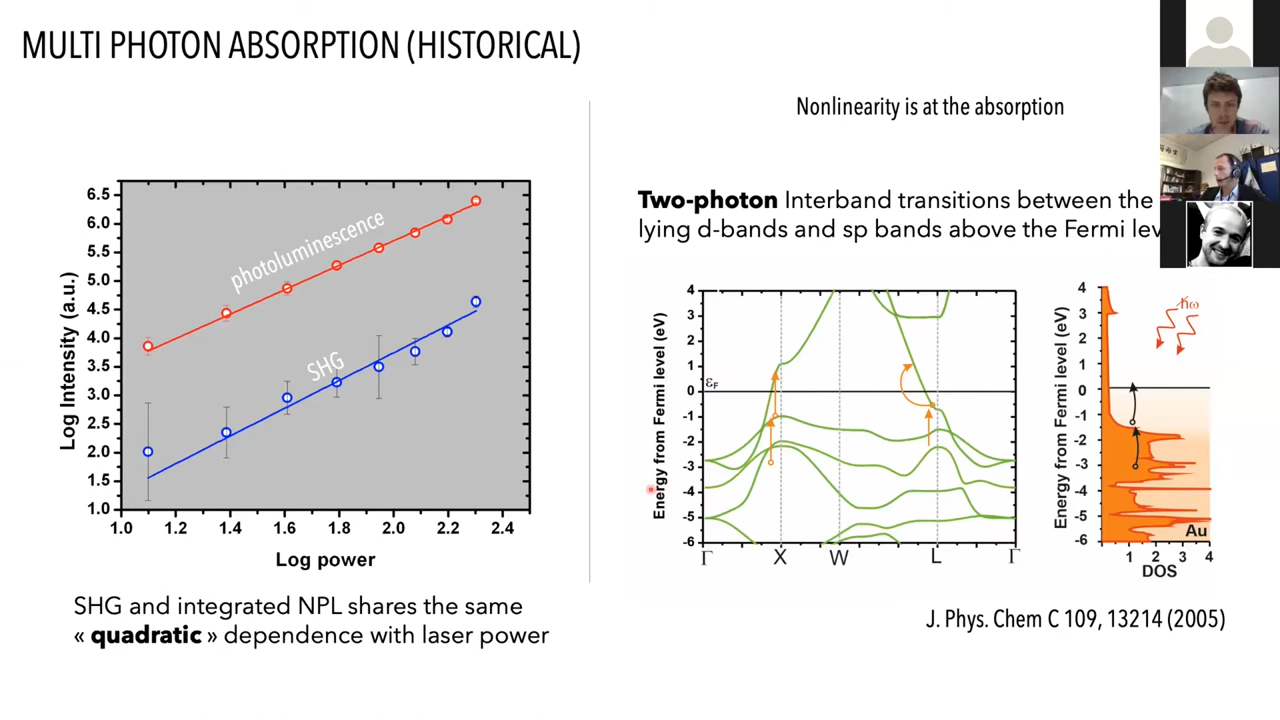 MULTI PHOTON ABSORPTION (HISTORICAL)
Nonlinearity is at the absorption
Two-photon Interband transitions between the
lying d-bands and sp bands above the Fermi lev
6.5
6.0
5.5
5.0
4.5
4.0
3.5
3.0
2.5
2.0
1.5
1.0
Log Intensity (a.u.)
photoluminescence
SHG
1.0 1.2 1.4 1.6 1.8 2.0 2.2 2.4
Log power
SHG and integrated NPL shares the same
« quadratic » dependence with laser power
4
3
2
1
0
-1
-2
-3
-4
-5
-6
Energy from Fermi level (eV)
εF
Γ X W L Γ
4
3
2
1
0
-1
-2
-3
-4
-5
-6
Energy from Fermi level (eV)
ℏω
Au
1 2 3 4
DOS
J. Phys. Chem C 109, 13214 (2005)